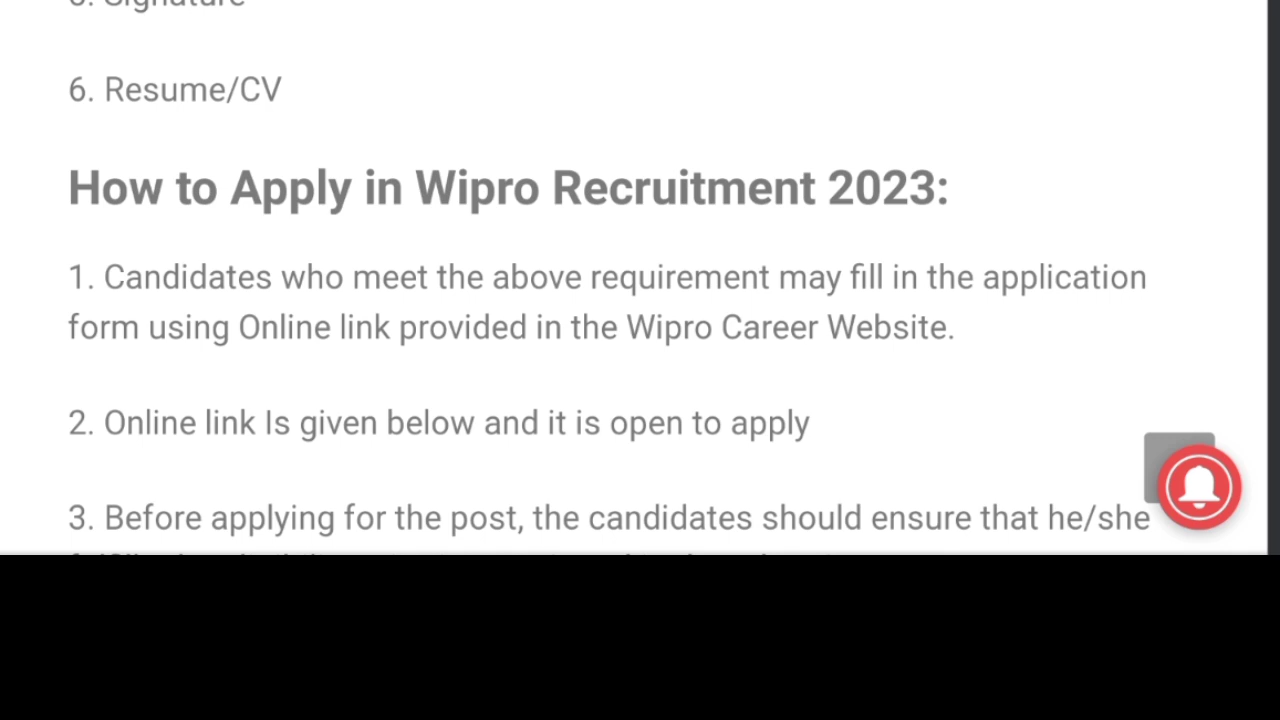 Signature
6. Resume/CV
How to Apply in Wipro Recruitment 2023:
1. Candidates who meet the above requirement may fill in the application
form using Online link provided in the Wipro Career Website.
2. Online link Is given below and it is open to apply
3. Before applying for the post, the candidates should ensure that he/she